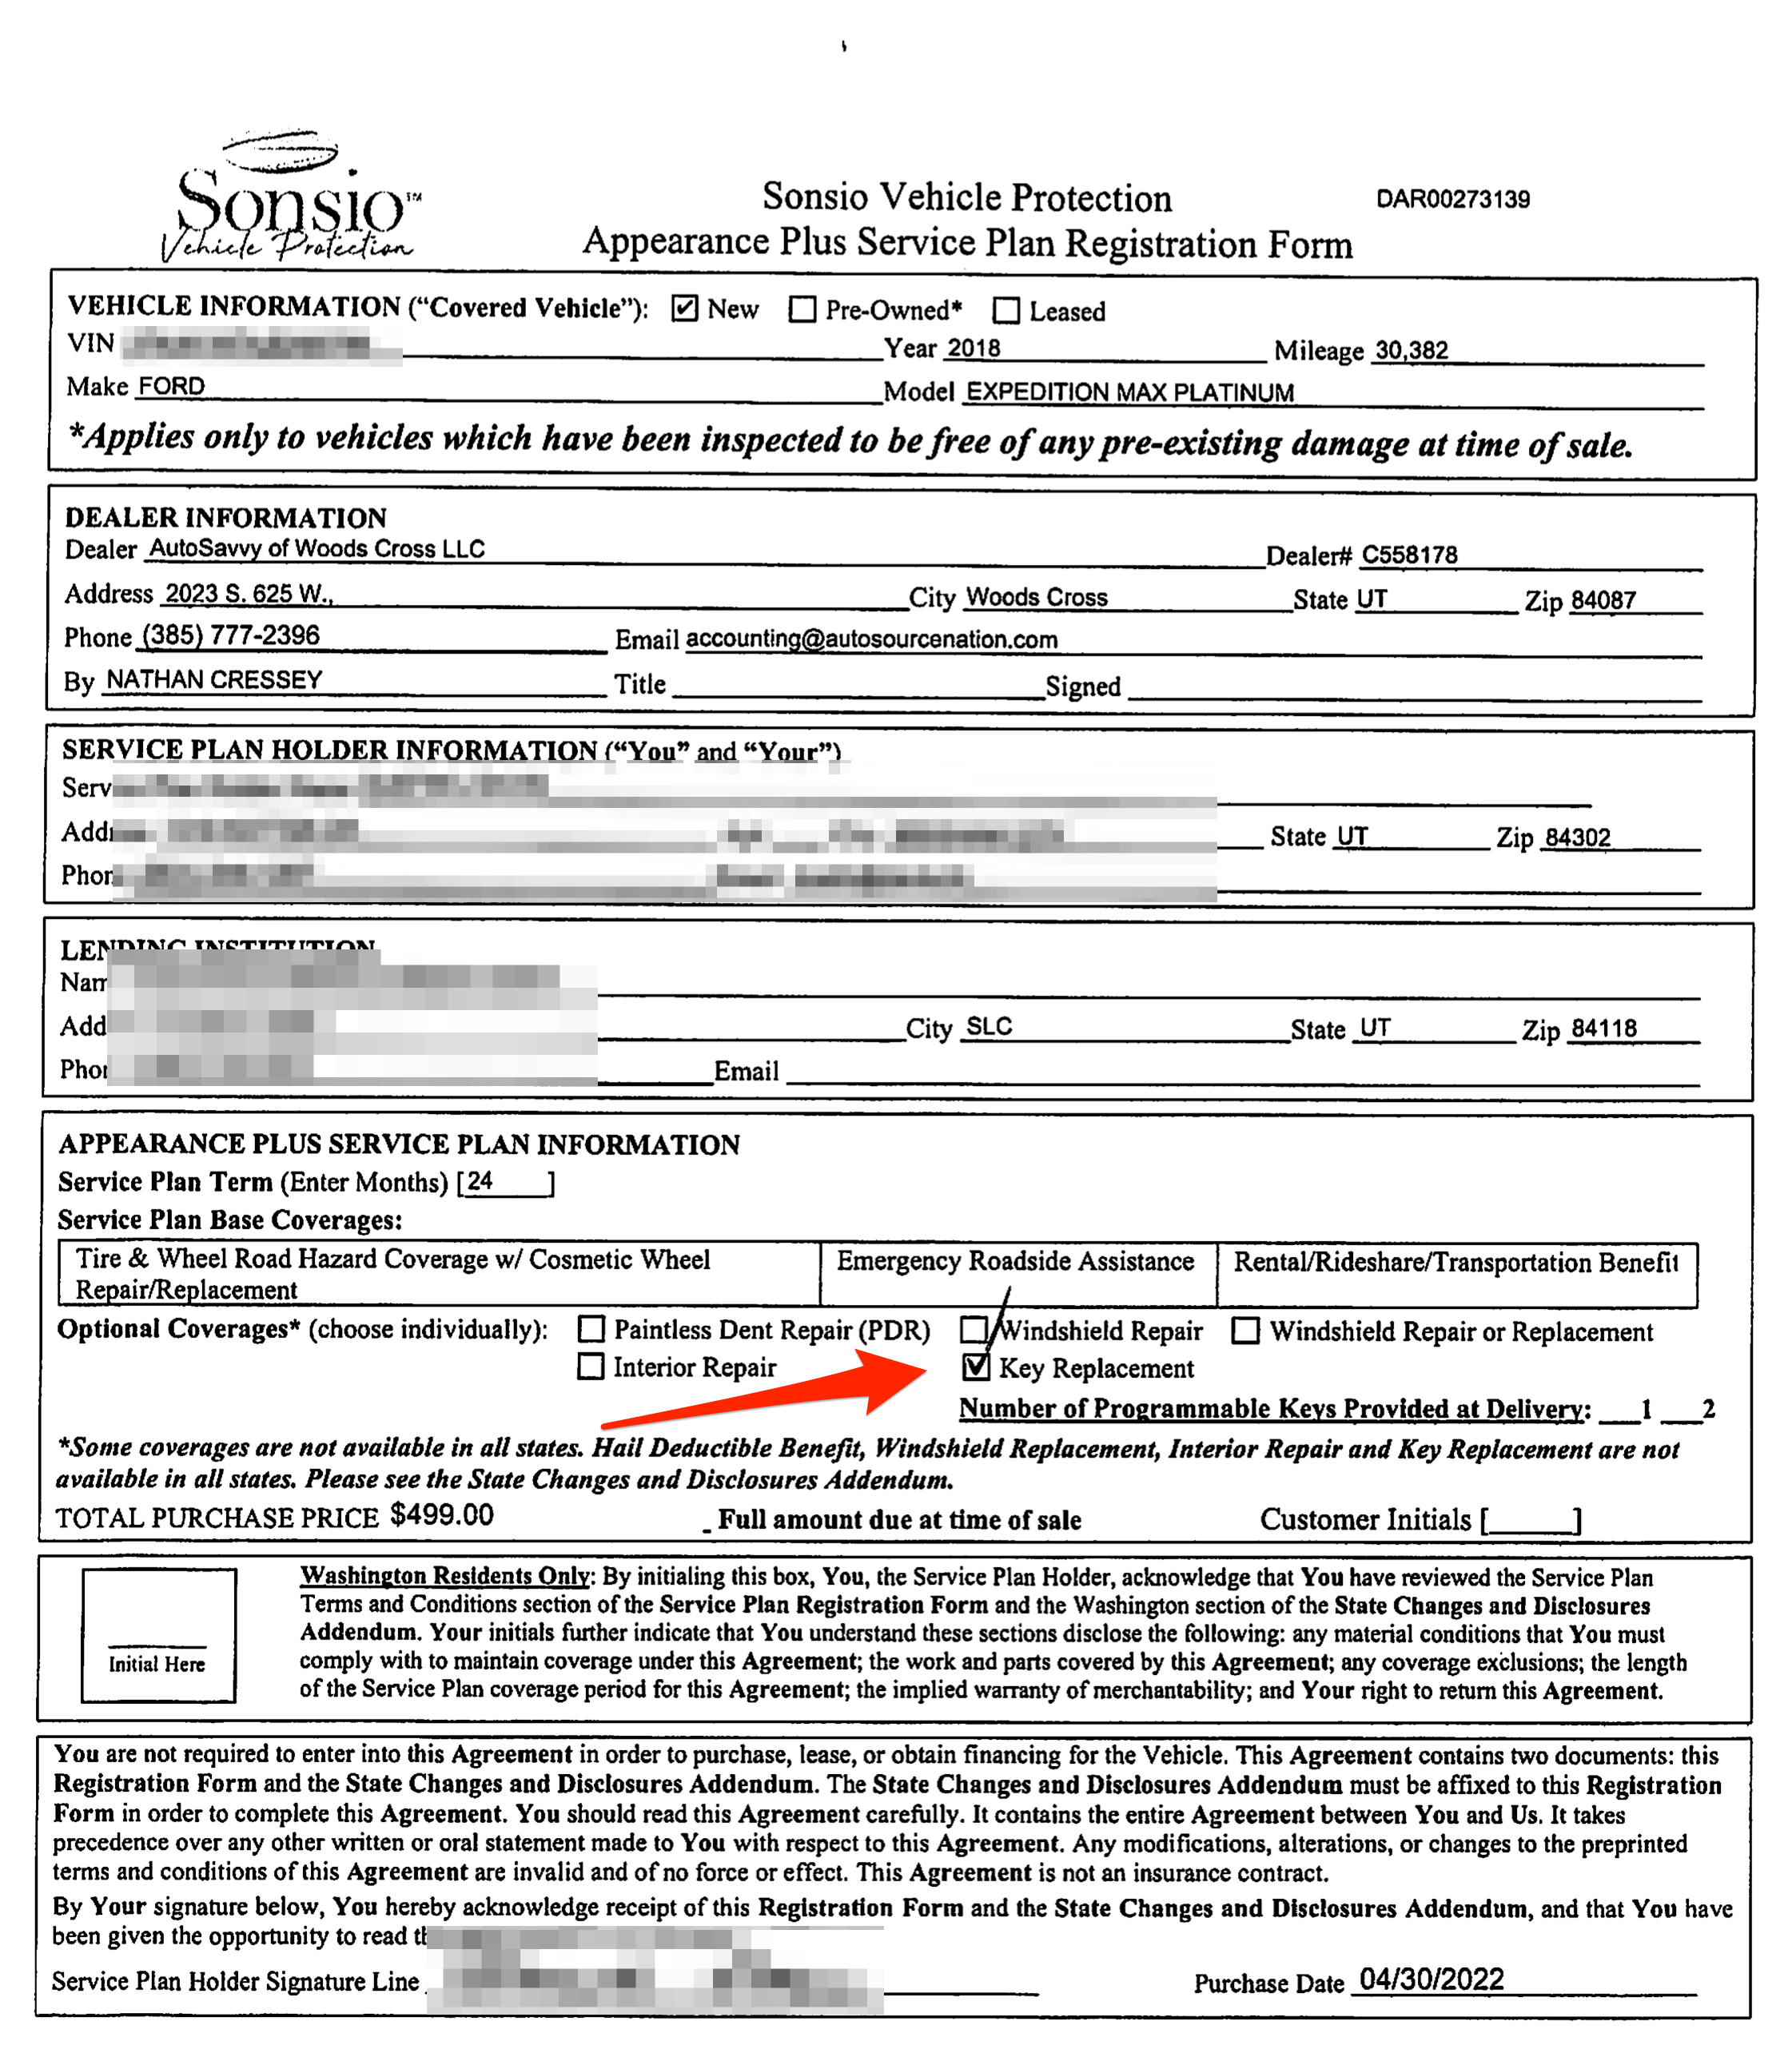 Sonsio™
Vehicle Protection
Sonsio Vehicle Protection
DAR00273139
Appearance Plus Service Plan Registration Form
VEHICLE INFORMATION (“Covered Vehicle”): ☑ New ☐ Pre-Owned* ☐ Leased
VIN Year 2018 Mileage 30,382
Make FORD Model EXPEDITION MAX PLATINUM
*Applies only to vehicles which have been inspected to be free of any pre-existing damage at time of sale.
DEALER INFORMATION
Dealer AutoSavvy of Woods Cross LLC Dealer# C558178
Address 2023 S. 625 W., City Woods Cross State UT Zip 84087
Phone (385) 777-2396 Email accounting@autosourcenation.com
By NATHAN CRESSEY Title Signed
SERVICE PLAN HOLDER INFORMATION (“You” and “Your”)
State UT Zip 84302
LENDING INSTITUTION
City SLC State UT Zip 84118
Email
APPEARANCE PLUS SERVICE PLAN INFORMATION
Service Plan Term (Enter Months) [24 ]
Service Plan Base Coverages:
Tire & Wheel Road Hazard Coverage w/ Cosmetic Wheel
Repair/Replacement
Emergency Roadside Assistance
Rental/Rideshare/Transportation Benefit
Optional Coverages* (choose individually): ☐ Paintless Dent Repair (PDR) ☐ Windshield Repair ☐ Windshield Repair or Replacement
☐ Interior Repair ☑ Key Replacement
Number of Programmable Keys Provided at Delivery: __1 __2
*Some coverages are not available in all states. Hail Deductible Benefit, Windshield Replacement, Interior Repair and Key Replacement are not
available in all states. Please see the State Changes and Disclosures Addendum.
TOTAL PURCHASE PRICE $499.00 _ Full amount due at time of sale Customer Initials [____]
Initial Here
Washington Residents Only: By initialing this box, You, the Service Plan Holder, acknowledge that You have reviewed the Service Plan
Terms and Conditions section of the Service Plan Registration Form and the Washington section of the State Changes and Disclosures
Addendum. Your initials further indicate that You understand these sections disclose the following: any material conditions that You must
comply with to maintain coverage under this Agreement; the work and parts covered by this Agreement; any coverage exclusions; the length
of the Service Plan coverage period for this Agreement; the implied warranty of merchantability; and Your right to return this Agreement.
You are not required to enter into this Agreement in order to purchase, lease, or obtain financing for the Vehicle. This Agreement contains two documents: this
Registration Form and the State Changes and Disclosures Addendum. The State Changes and Disclosures Addendum must be affixed to this Registration
Form in order to complete this Agreement. You should read this Agreement carefully. It contains the entire Agreement between You and Us. It takes
precedence over any other written or oral statement made to You with respect to this Agreement. Any modifications, alterations, or changes to the preprinted
terms and conditions of this Agreement are invalid and of no force or effect. This Agreement is not an insurance contract.
By Your signature below, You hereby acknowledge receipt of this Registration Form and the State Changes and Disclosures Addendum, and that You have
been given the opportunity to read
Service Plan Holder Signature Line Purchase Date 04/30/2022